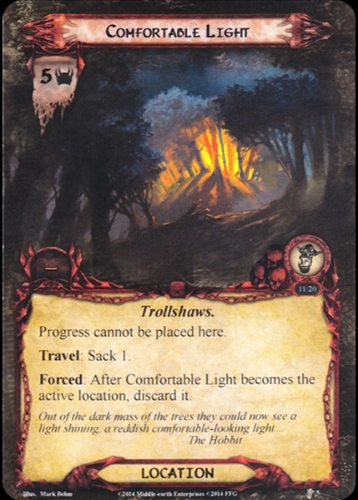 COMFORTABLE LIGHT
5
–
11:20
Trollshaws.
Progress cannot be placed here.
Travel: Sack 1.
Forced: After Comfortable Light becomes the
active location, discard it.
Out of the dark mass of the trees they could now see a
light shining, a reddish comfortable-looking light...
The Hobbit
LOCATION
Illus. Mark Behm
©2014 Middle-earth Enterprises ©2014 FFG